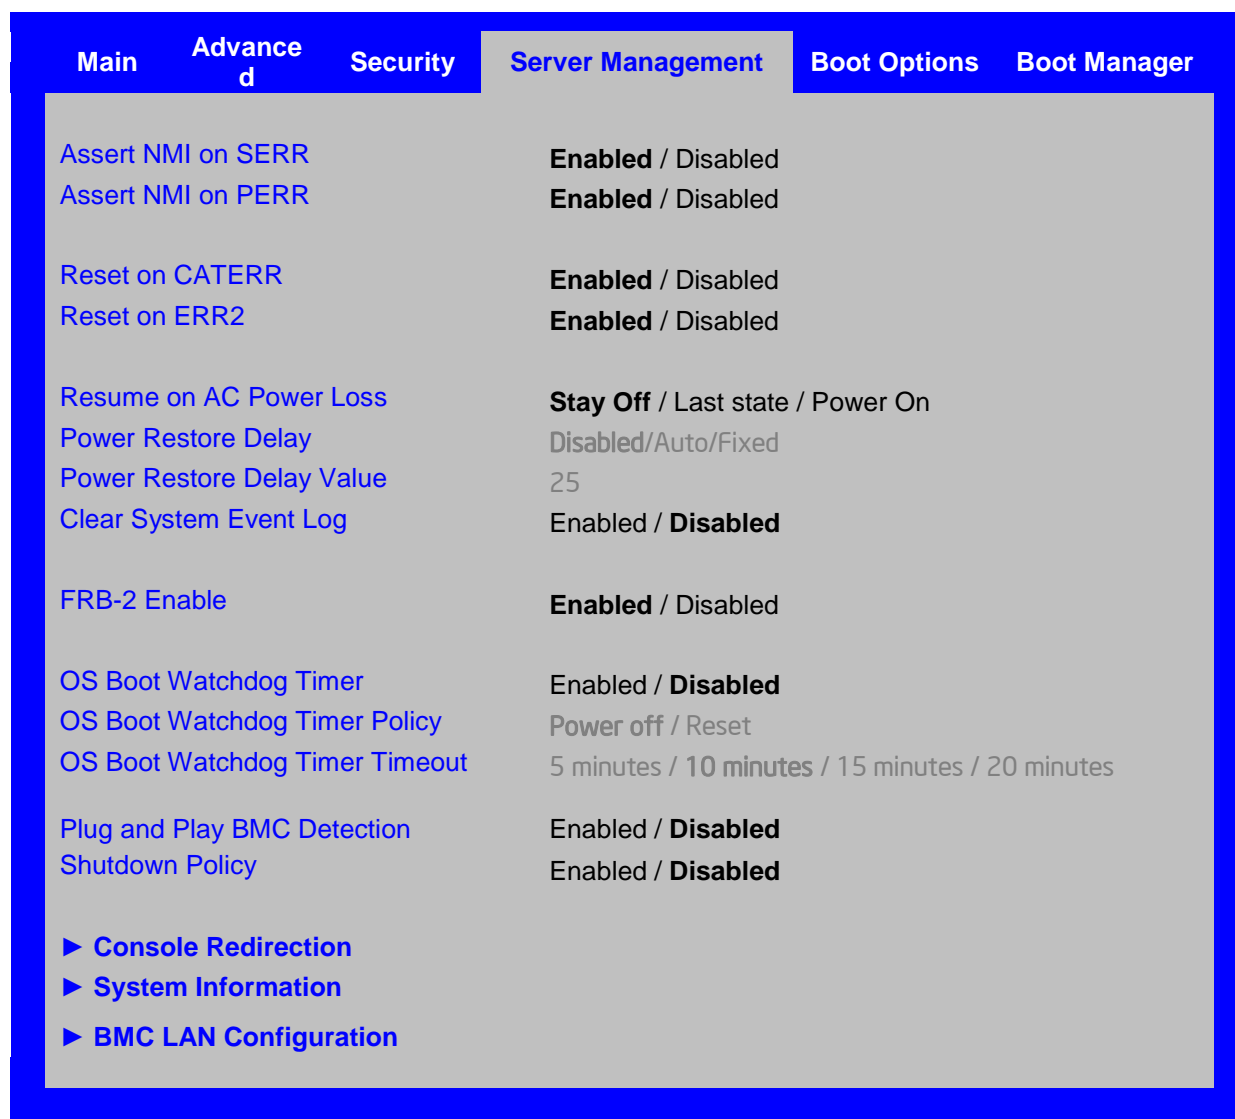 Main Advance
d Security Server Management Boot Options Boot Manager
Assert NMI on SERR Enabled / Disabled
Assert NMI on PERR Enabled / Disabled
Reset on CATERR Enabled / Disabled
Reset on ERR2 Enabled / Disabled
Resume on AC Power Loss Stay Off / Last state / Power On
Power Restore Delay Disabled/Auto/Fixed
Power Restore Delay Value 25
Clear System Event Log Enabled / Disabled
FRB-2 Enable Enabled / Disabled
OS Boot Watchdog Timer Enabled / Disabled
OS Boot Watchdog Timer Policy Power off / Reset
OS Boot Watchdog Timer Timeout 5 minutes / 10 minutes / 15 minutes / 20 minutes
Plug and Play BMC Detection Enabled / Disabled
Shutdown Policy Enabled / Disabled
► Console Redirection
► System Information
► BMC LAN Configuration